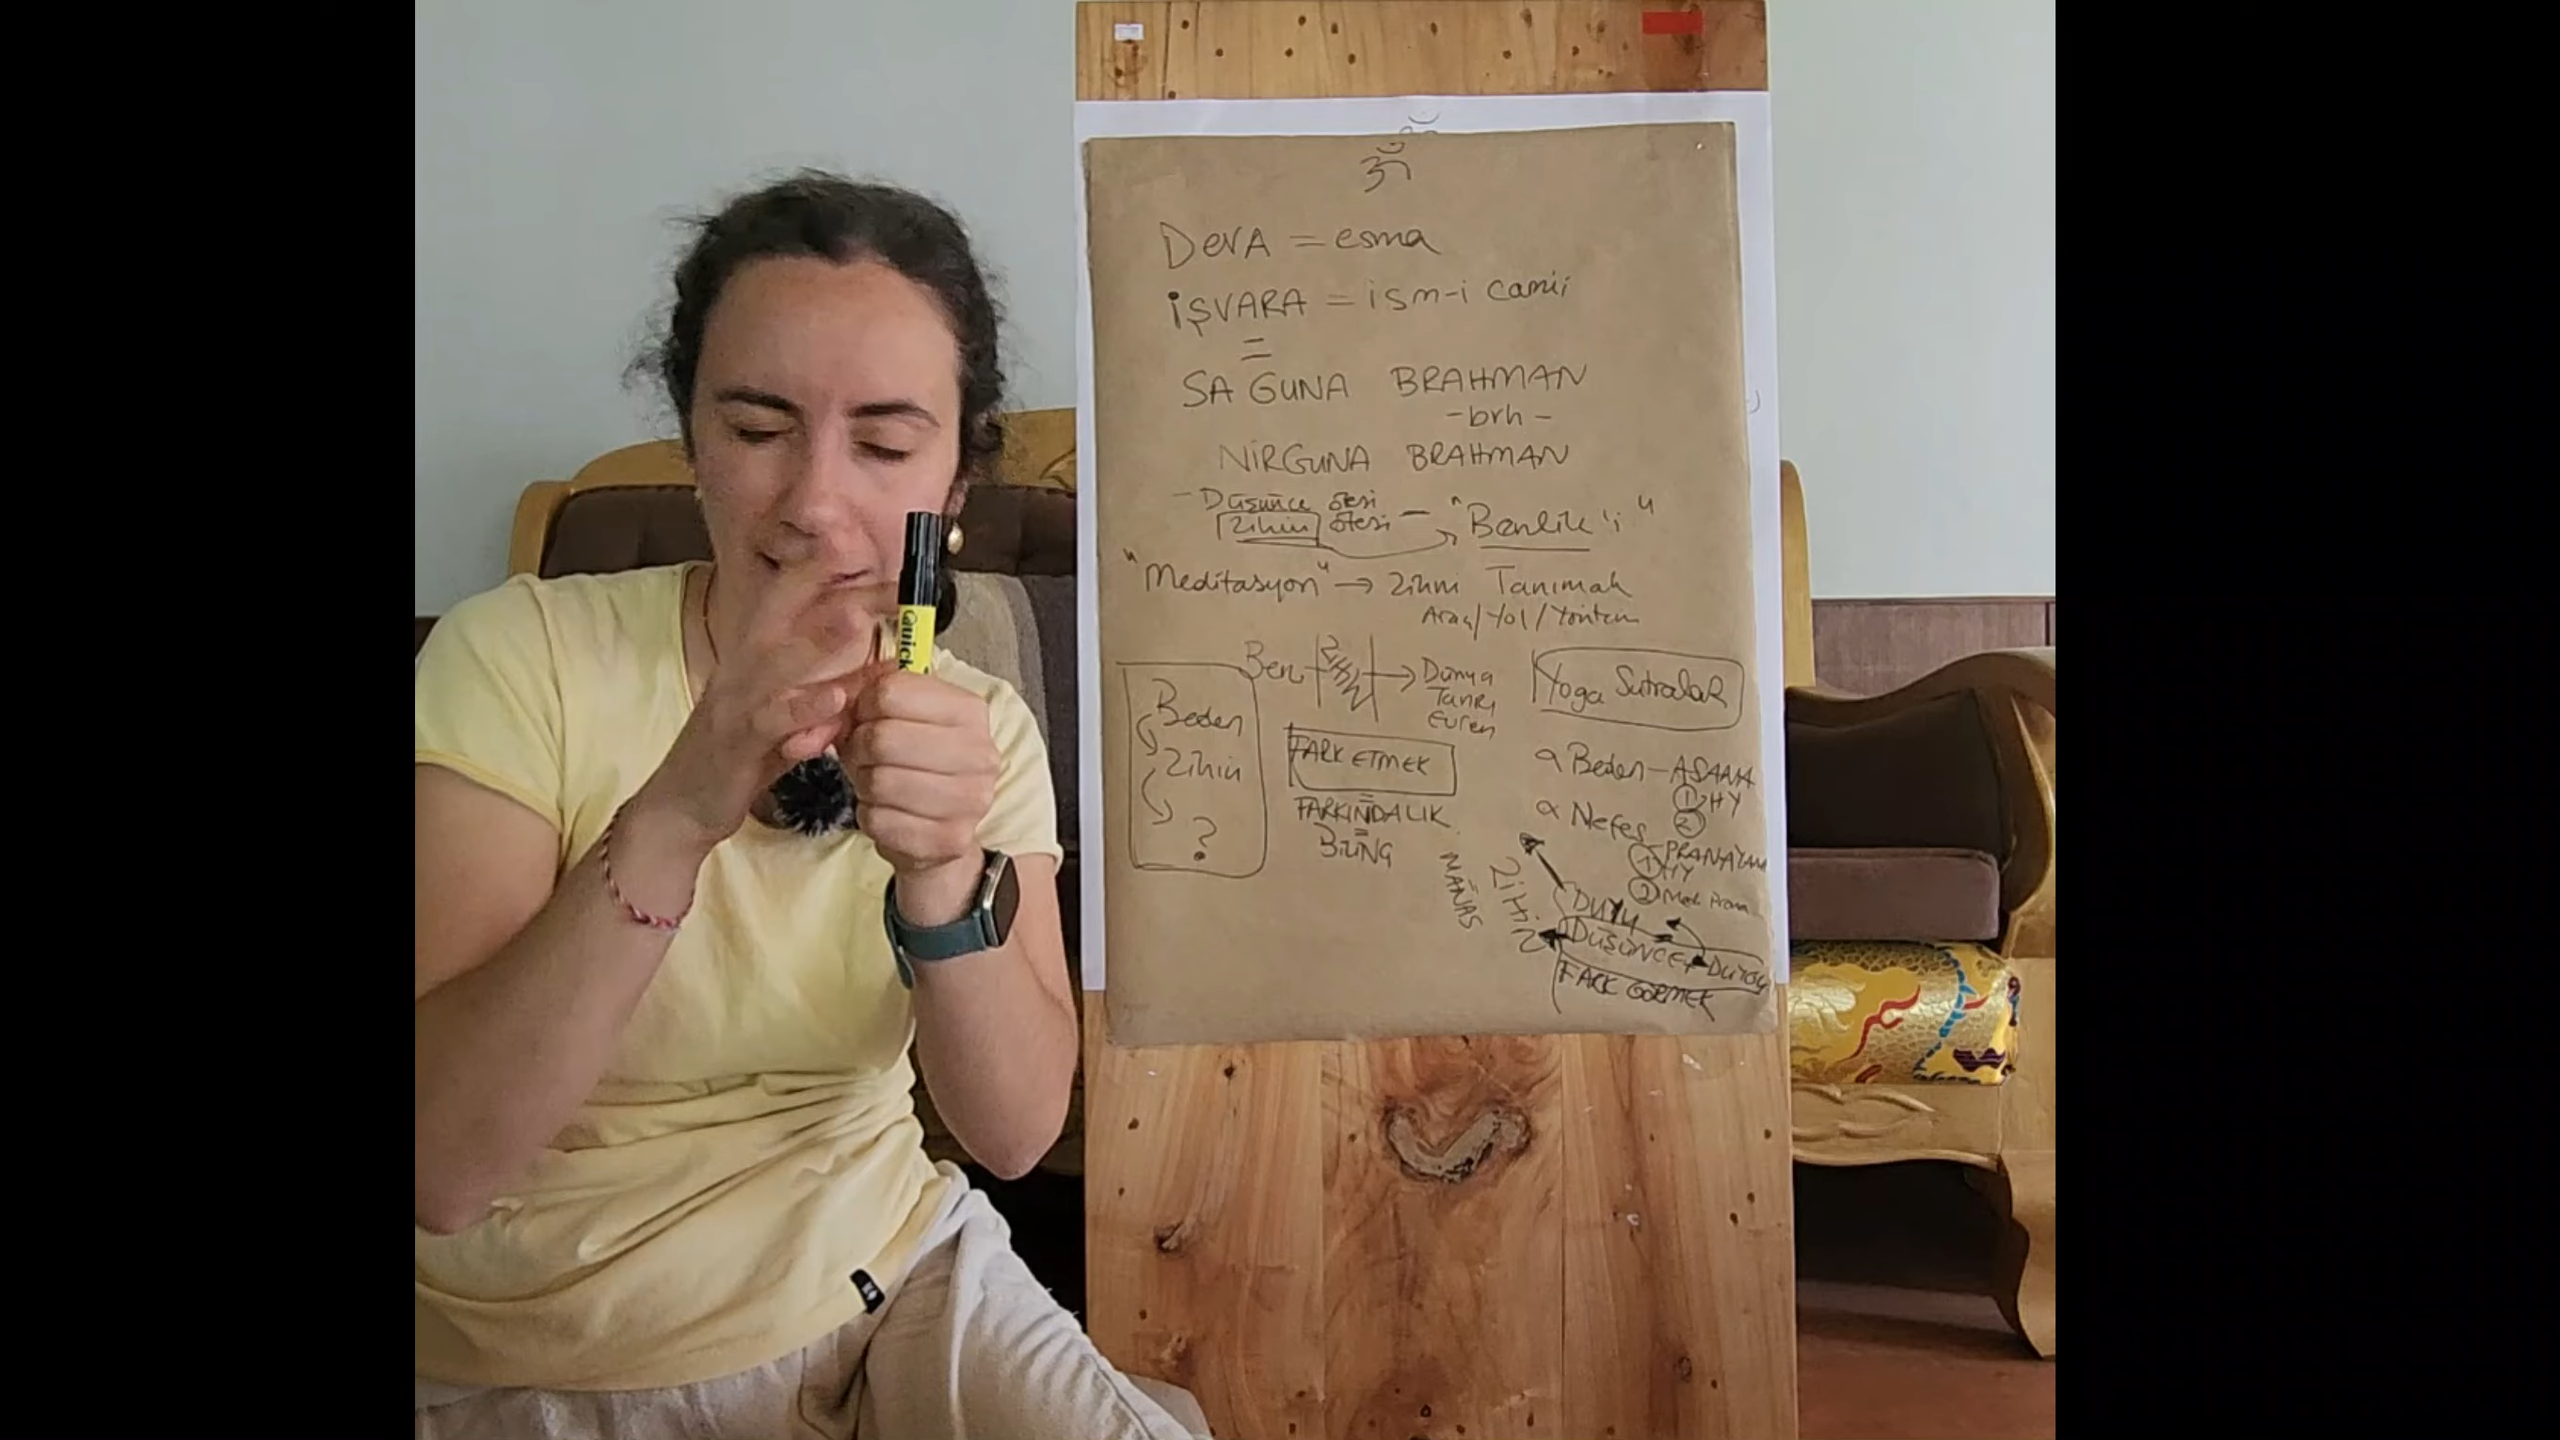 ॐ
DevA = esma
İŞVARA = ism-i camii
=
SA GUNA BRAHMAN
- brh -
NİRGUNA BRAHMAN
- Düşünce ötesi
Zihin ötesi — "Benlik'i"
"Meditasyon" → Zihni Tanımak
Araç/Yol/Yöntem
Ben ZİHİN → Dünya
Tanrı
Evren
Beden
Zihin
?
FARK ETMEK
=
FARKINDALIK
=
BİLİNÇ
Yoga Sutralar
Beden - ASANA
① HY
②
Nefes
PRANAYAMA
① HY
②
MANAS
ZİHİN
DUYU
DÜŞÜNCE + DUYGU
FARK GÖRMEK
Quick